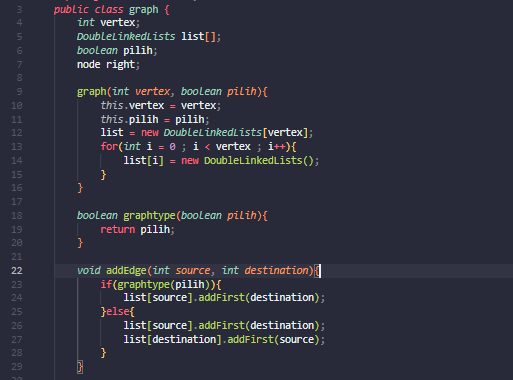 3 public class graph {
4 int vertex;
5 DoubleLinkedLists list[];
6 boolean pilih;
7 node right;
8
9 graph(int vertex, boolean pilih){
10 this.vertex = vertex;
11 this.pilih = pilih;
12 list = new DoubleLinkedLists[vertex];
13 for(int i = 0 ; i < vertex ; i++){
14 list[i] = new DoubleLinkedLists();
15 }
16 }
17
18 boolean graphtype(boolean pilih){
19 return pilih;
20 }
21
22 void addEdge(int source, int destination){
23 if(graphtype(pilih)){
24 list[source].addFirst(destination);
25 }else{
26 list[source].addFirst(destination);
27 list[destination].addFirst(source);
28 }
29 }